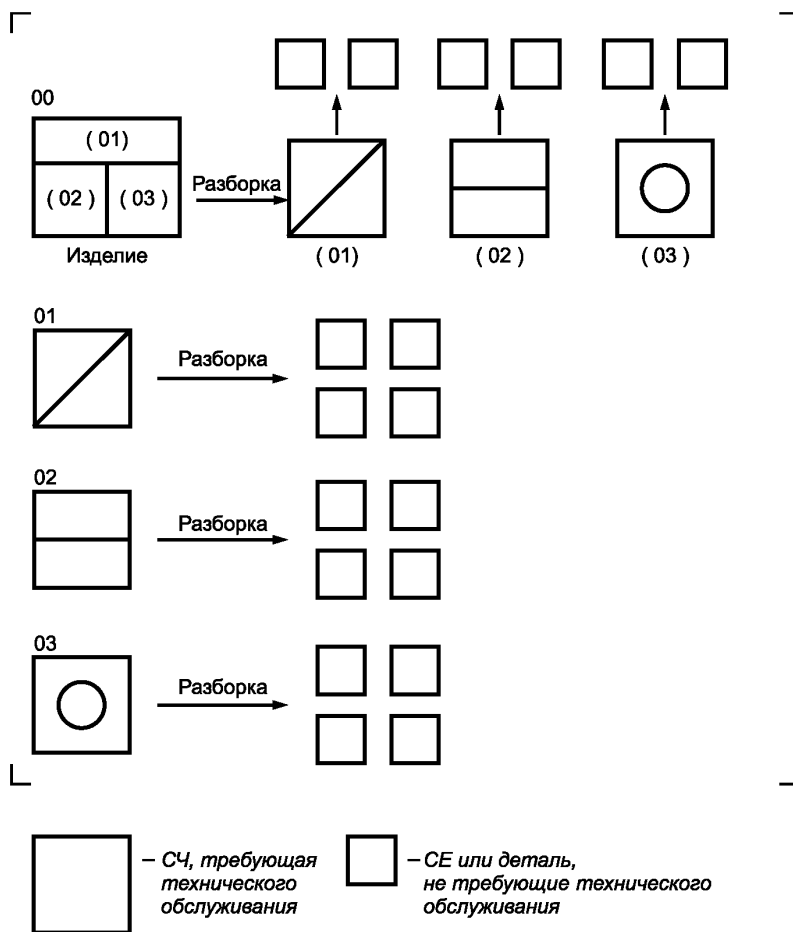 00
( 01)
( 02 ) ( 03 )
Изделие
Разборка
( 01)
( 02 )
( 03 )
01
Разборка
02
Разборка
03
Разборка
– СЧ, требующая
технического
обслуживания
– СЕ или деталь,
не требующие технического
обслуживания